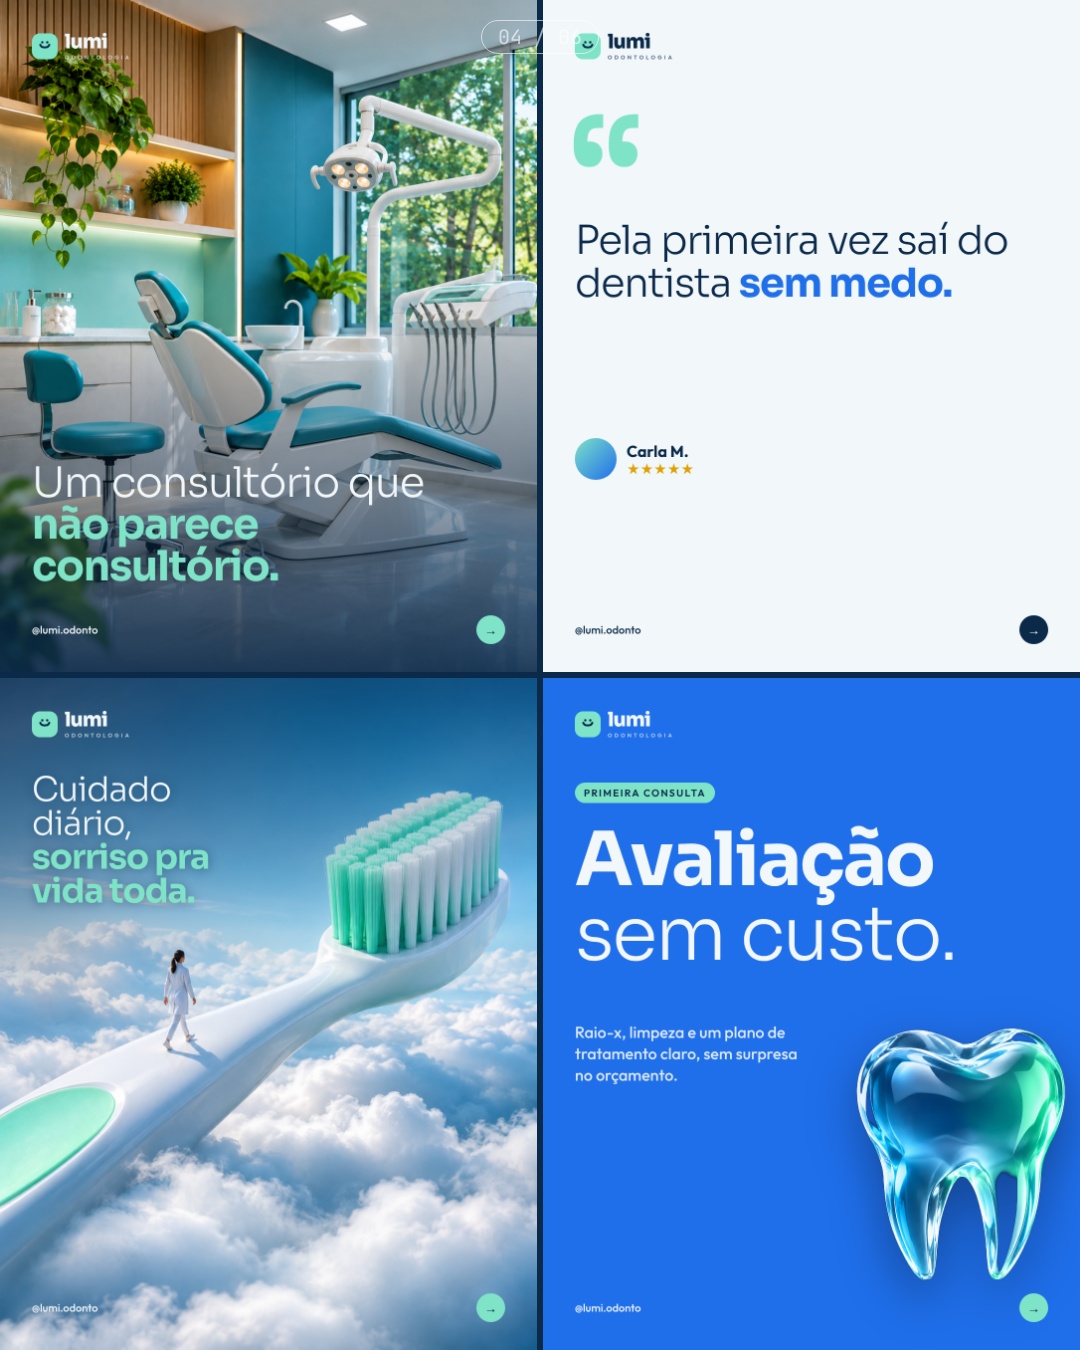 04 / 06
lumi
ODONTOLOGIA
Um consultório que
não parece
consultório.
@lumi.odonto
→
lumi
ODONTOLOGIA
“
Pela primeira vez saí do
dentista sem medo.
Carla M.
★★★★★
@lumi.odonto
→
lumi
ODONTOLOGIA
Cuidado
diário,
sorriso pra
vida toda.
@lumi.odonto
→
lumi
ODONTOLOGIA
PRIMEIRA CONSULTA
Avaliação
sem custo.
Raio-x, limpeza e um plano de
tratamento claro, sem surpresa
no orçamento.
@lumi.odonto
→